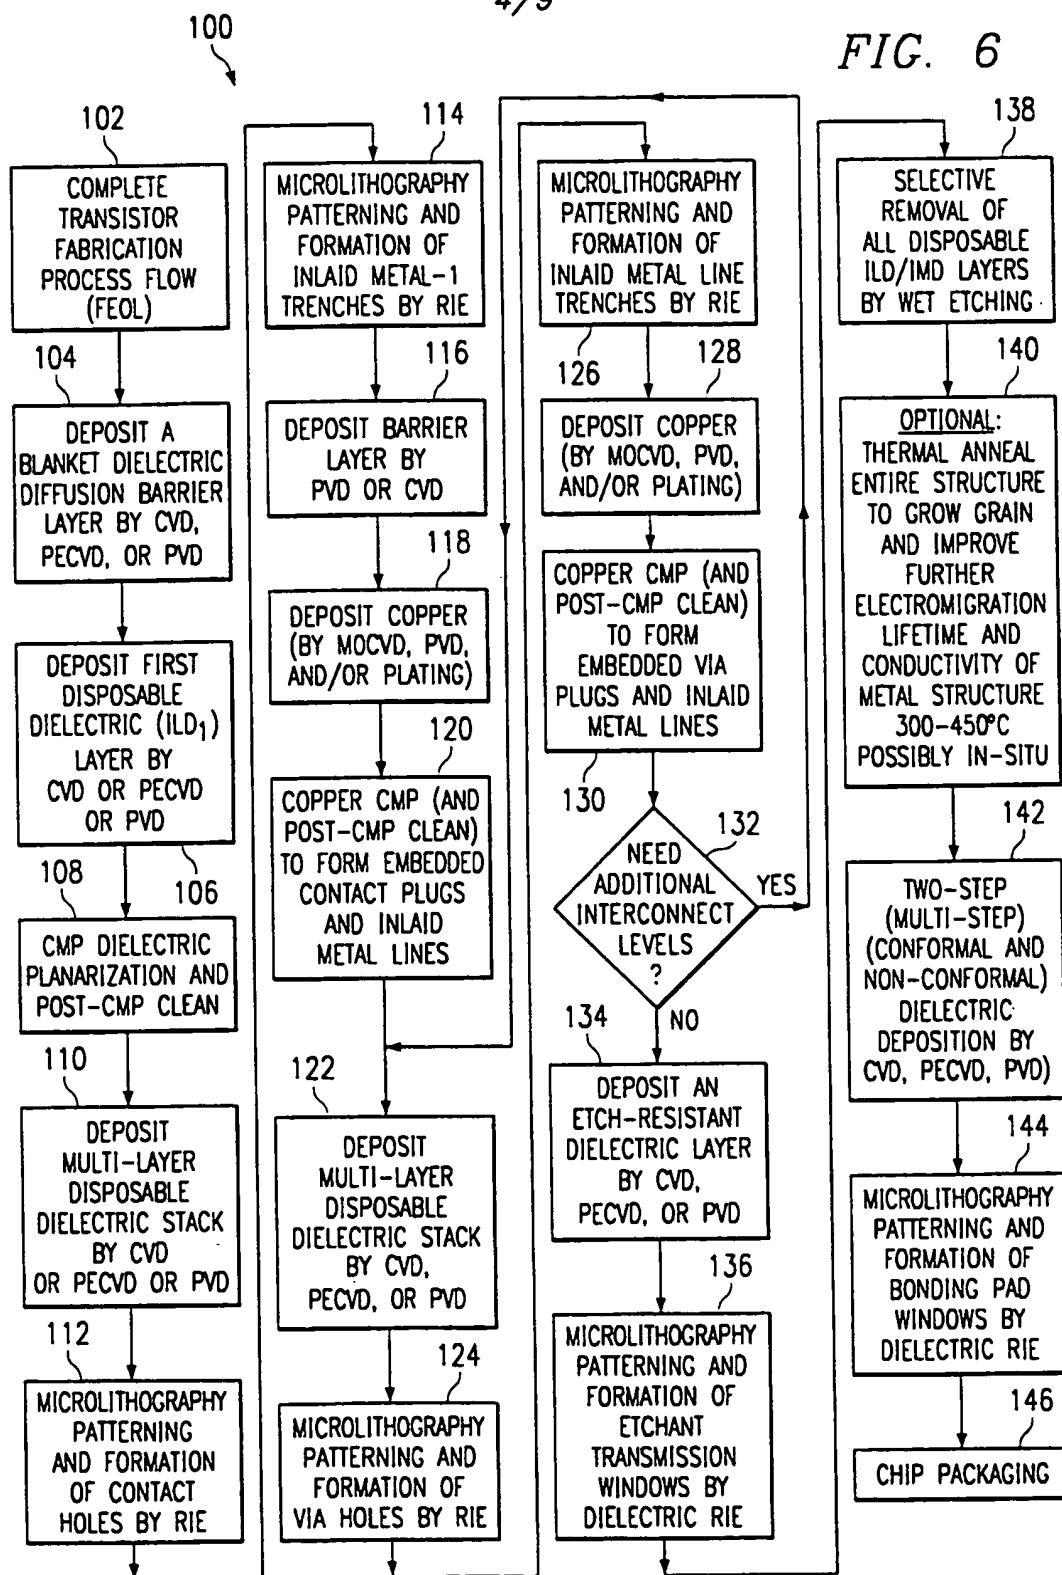 4/9
FIG. 6
100
102
COMPLETE
TRANSISTOR
FABRICATION
PROCESS FLOW
(FEOL)
104
DEPOSIT A
BLANKET DIELECTRIC
DIFFUSION BARRIER
LAYER BY CVD,
PECVD, OR PVD
DEPOSIT FIRST
DISPOSABLE
DIELECTRIC (ILD1)
LAYER BY
CVD OR PECVD
OR PVD
106
108
CMP DIELECTRIC
PLANARIZATION AND
POST-CMP CLEAN
110
DEPOSIT
MULTI-LAYER
DISPOSABLE
DIELECTRIC STACK
BY CVD
OR PECVD OR PVD
112
MICROLITHOGRAPHY
PATTERNING
AND FORMATION
OF CONTACT
HOLES BY RIE
114
MICROLITHOGRAPHY
PATTERNING AND
FORMATION OF
INLAID METAL-1
TRENCHES BY RIE
116
DEPOSIT BARRIER
LAYER BY
PVD OR CVD
118
DEPOSIT COPPER
(BY MOCVD, PVD,
AND/OR PLATING)
120
COPPER CMP (AND
POST-CMP CLEAN)
TO FORM EMBEDDED
CONTACT PLUGS
AND INLAID
METAL LINES
122
DEPOSIT
MULTI-LAYER
DISPOSABLE
DIELECTRIC STACK
BY CVD,
PECVD, OR PVD
124
MICROLITHOGRAPHY
PATTERNING AND
FORMATION OF
VIA HOLES BY RIE
MICROLITHOGRAPHY
PATTERNING AND
FORMATION OF
INLAID METAL LINE
TRENCHES BY RIE
126
128
DEPOSIT COPPER
(BY MOCVD, PVD,
AND/OR PLATING)
COPPER CMP (AND
POST-CMP CLEAN)
TO FORM
EMBEDDED VIA
PLUGS AND INLAID
METAL LINES
130
132
NEED
ADDITIONAL
INTERCONNECT
LEVELS
?
YES
NO
134
DEPOSIT AN
ETCH-RESISTANT
DIELECTRIC LAYER
BY CVD,
PECVD, OR PVD
136
MICROLITHOGRAPHY
PATTERNING AND
FORMATION OF
ETCHANT
TRANSMISSION
WINDOWS BY
DIELECTRIC RIE
138
SELECTIVE
REMOVAL OF
ALL DISPOSABLE
ILD/IMD LAYERS
BY WET ETCHING
140
OPTIONAL:
THERMAL ANNEAL
ENTIRE STRUCTURE
TO GROW GRAIN
AND IMPROVE
FURTHER
ELECTROMIGRATION
LIFETIME AND
CONDUCTIVITY OF
METAL STRUCTURE
300-450°C
POSSIBLY IN-SITU
142
TWO-STEP
(MULTI-STEP)
(CONFORMAL AND
NON-CONFORMAL)
DIELECTRIC
DEPOSITION BY
CVD, PECVD, PVD)
144
MICROLITHOGRAPHY
PATTERNING AND
FORMATION OF
BONDING PAD
WINDOWS BY
DIELECTRIC RIE
146
CHIP PACKAGING